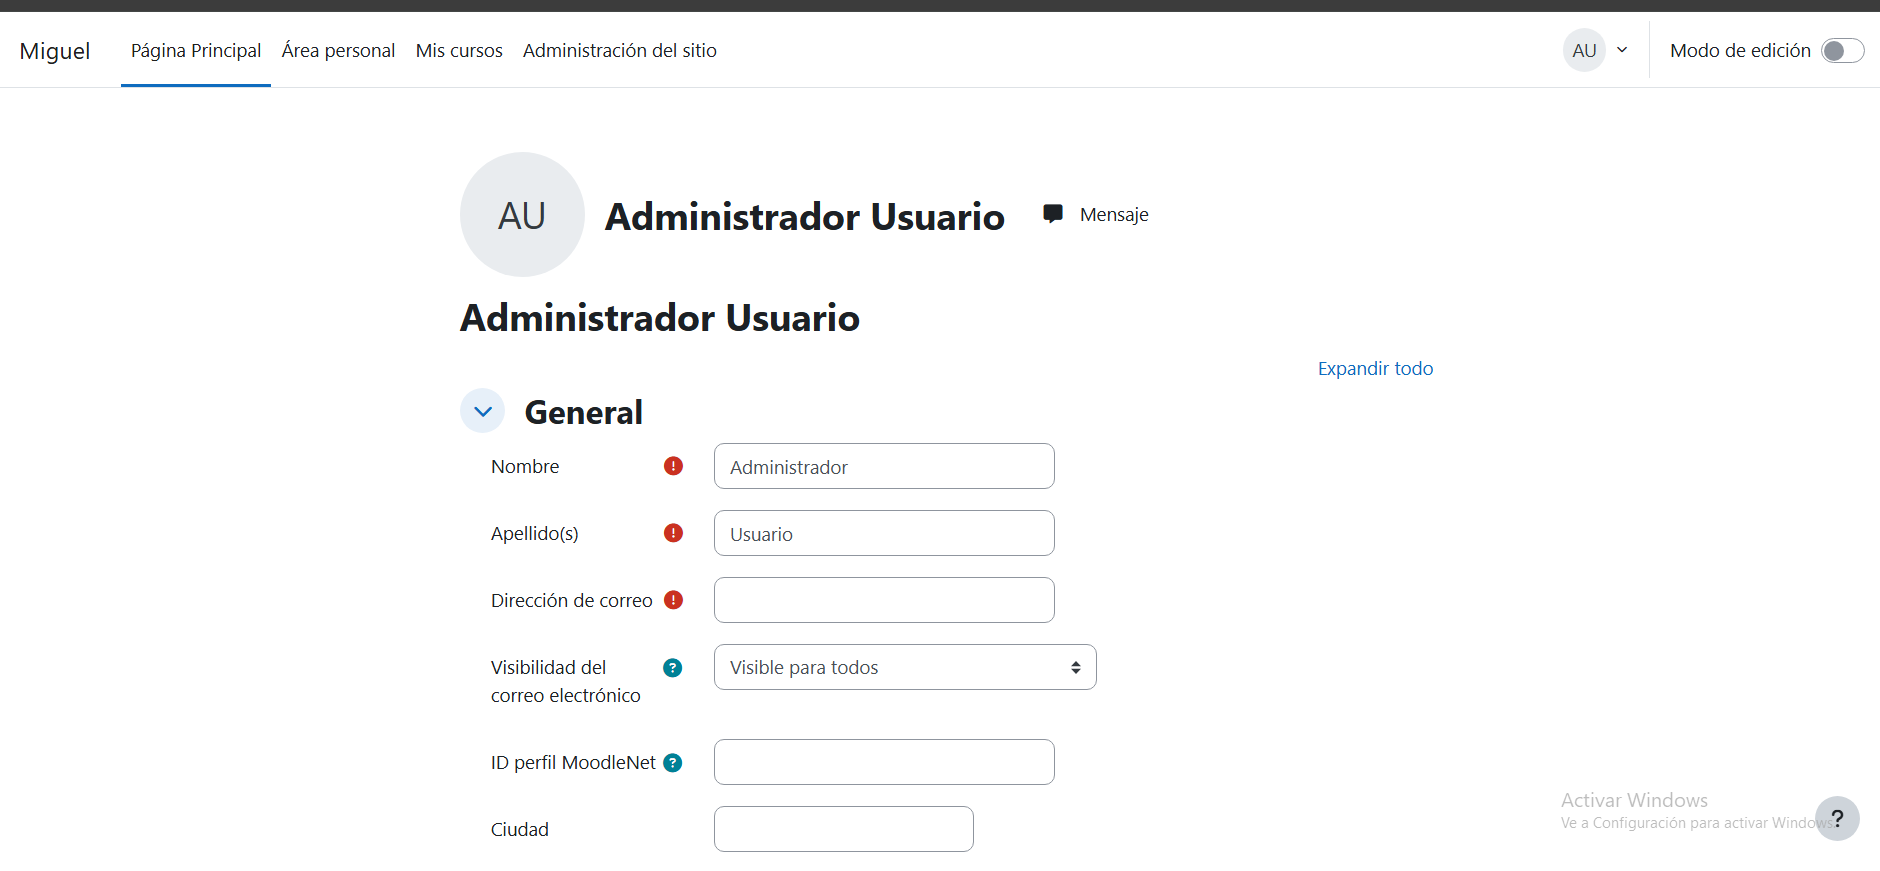 Miguel Página Principal Área personal Mis cursos Administración del sitio AU Modo de edición
AU Administrador Usuario Mensaje
Administrador Usuario
Expandir todo
General
Nombre ! Administrador
Apellido(s) ! Usuario
Dirección de correo !
Visibilidad del ? Visible para todos
correo electrónico
ID perfil MoodleNet ?
Ciudad
Activar Windows
Ve a Configuración para activar Windows.
?